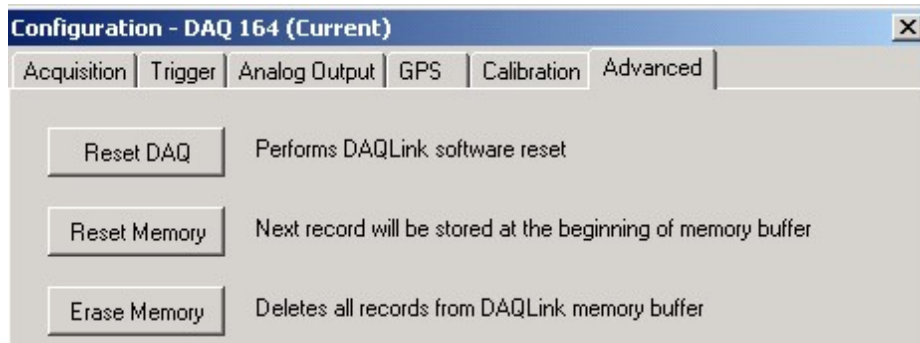 Configuration - DAQ 164 (Current)
Acquisition Trigger Analog Output GPS Calibration Advanced
Reset DAQ Performs DAQLink software reset
Reset Memory Next record will be stored at the beginning of memory buffer
Erase Memory Deletes all records from DAQLink memory buffer